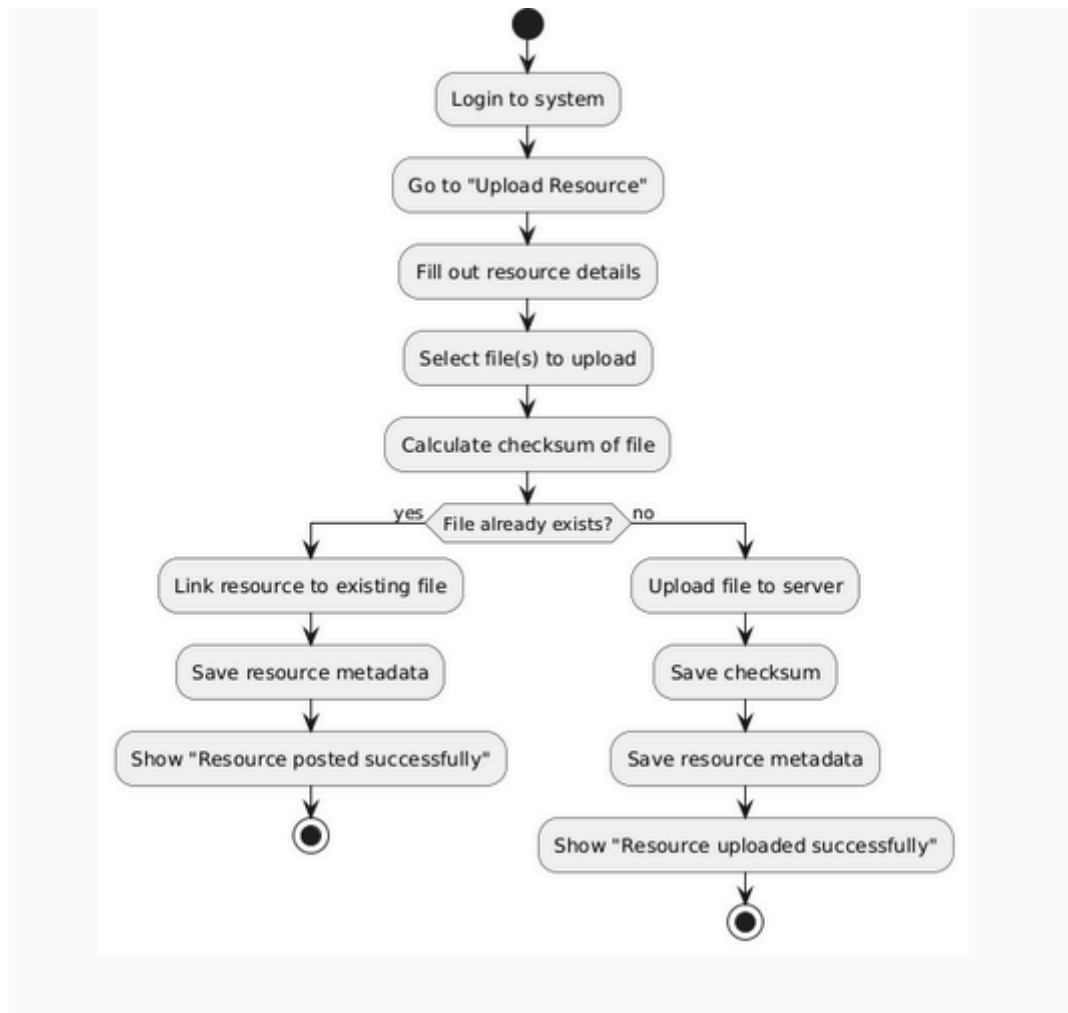 Login to system
Go to "Upload Resource"
Fill out resource details
Select file(s) to upload
Calculate checksum of file
File already exists?
yes
Link resource to existing file
Save resource metadata
Show "Resource posted successfully"
no
Upload file to server
Save checksum
Save resource metadata
Show "Resource uploaded successfully"